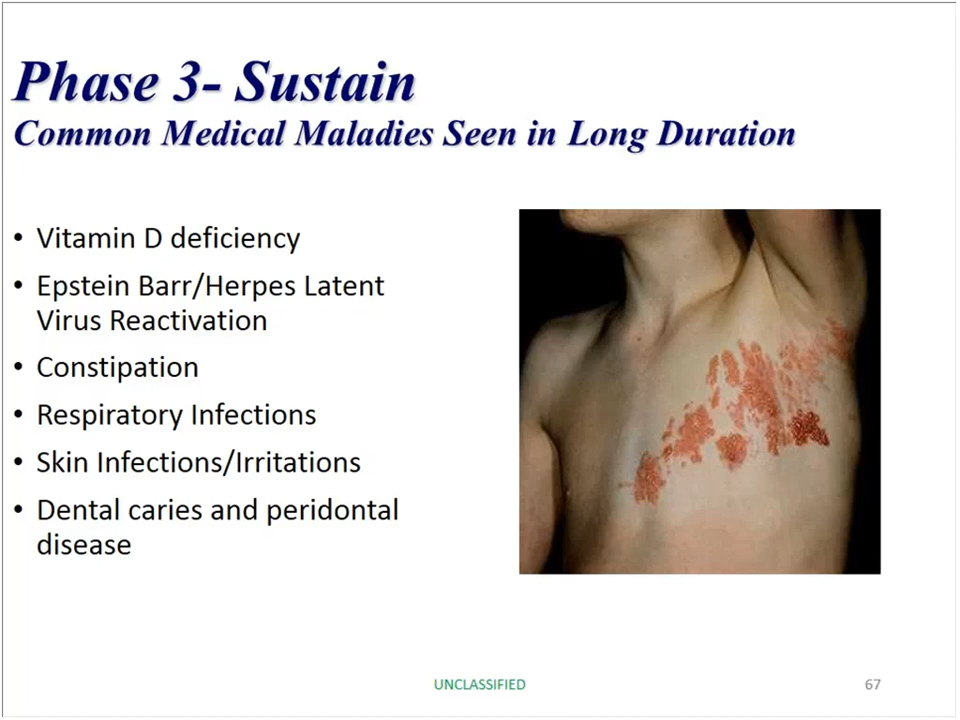 Phase 3- Sustain
Common Medical Maladies Seen in Long Duration
• Vitamin D deficiency
• Epstein Barr/Herpes Latent
Virus Reactivation
• Constipation
• Respiratory Infections
• Skin Infections/Irritations
• Dental caries and peridontal
disease
UNCLASSIFIED
67